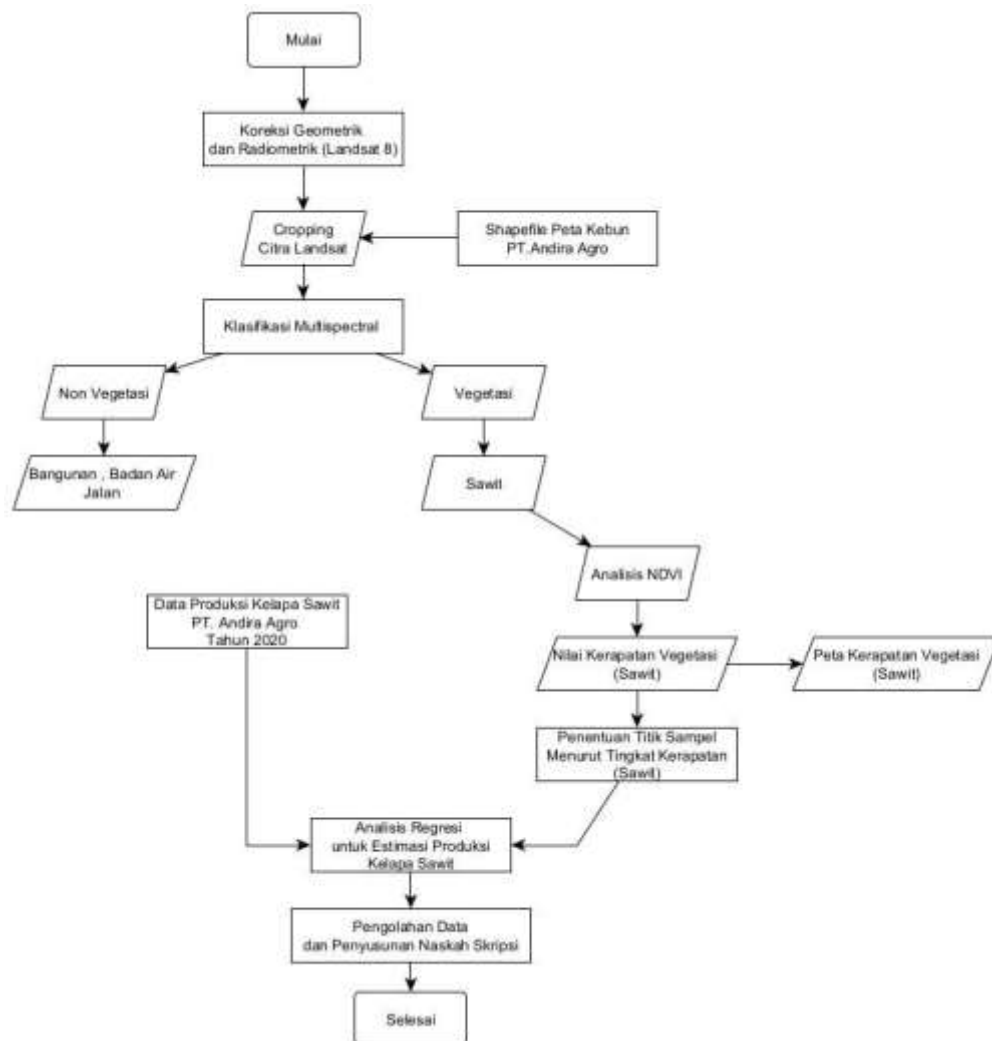 Mulai
Koreksi Geometrik
dan Radiometrik (Landsat 8)
Cropping
Citra Landsat
Shapefile Peta Kebun
PT.Andira Agro
Klasifikasi Multispectral
Non Vegetasi
Vegetasi
Bangunan , Badan Air
Jalan
Sawit
Analisis NDVI
Data Produksi Kelapa Sawit
PT. Andira Agro
Tahun 2020
Nilai Kerapatan Vegetasi
(Sawit)
Peta Kerapatan Vegetasi
(Sawit)
Penentuan Titik Sampel
Menurut Tingkat Kerapatan
(Sawit)
Analisis Regresi
untuk Estimasi Produksi
Kelapa Sawit
Pengolahan Data
dan Penyusunan Naskah Skripsi
Selesai